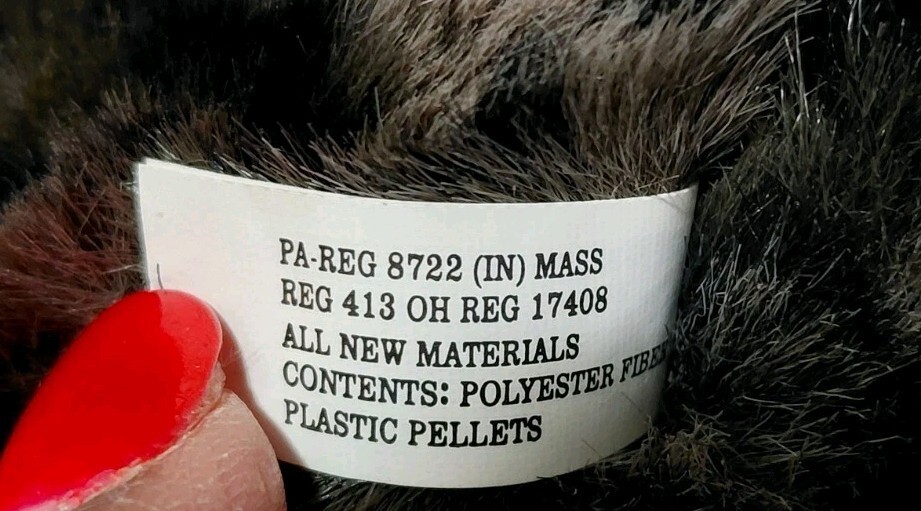 PA-REG 8722 (IN) MASS
REG 413 OH REG 17408
ALL NEW MATERIALS
CONTENTS: POLYESTER
PLASTIC PELLETS